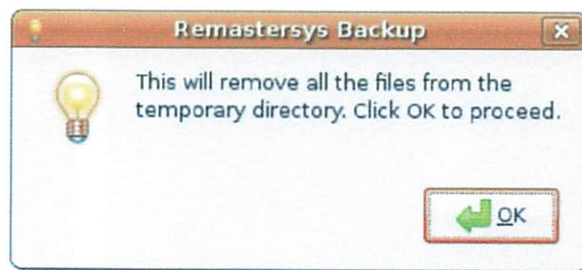 Remastersys Backup
This will remove all the files from the
temporary directory. Click OK to proceed.
OK